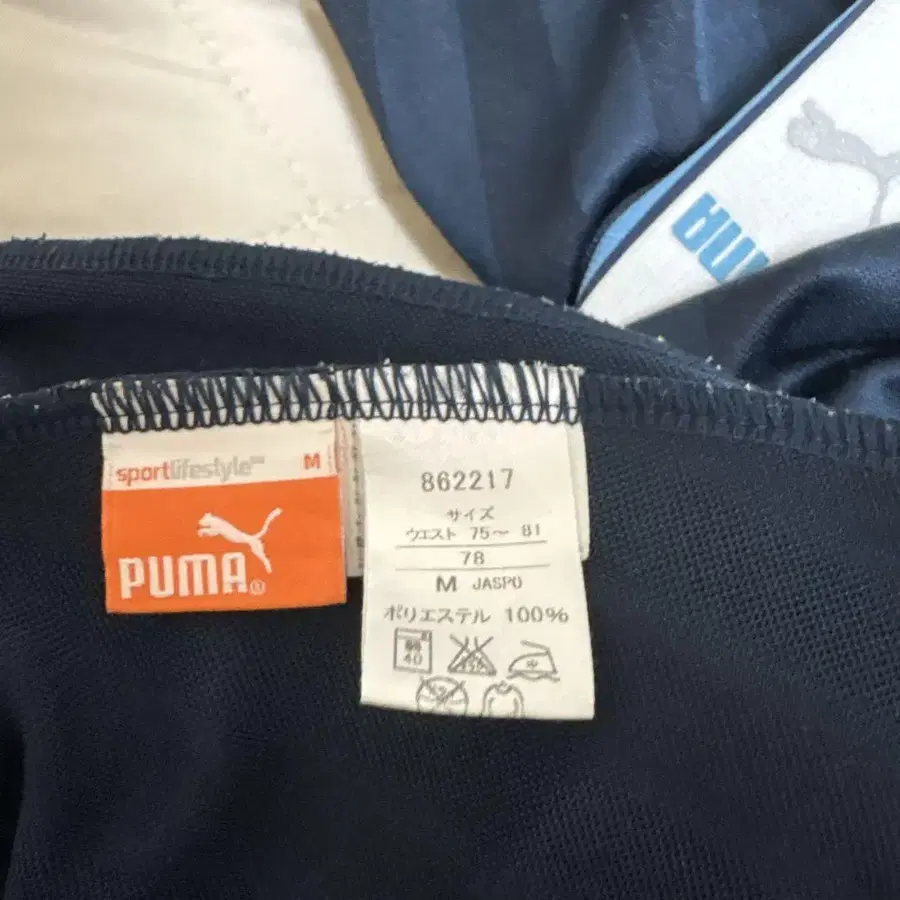 sportlifestyle M
PUMA®
862217
サイズ
ウエスト 75～ 81
78
M JASPO
ポリエステル 100%
40